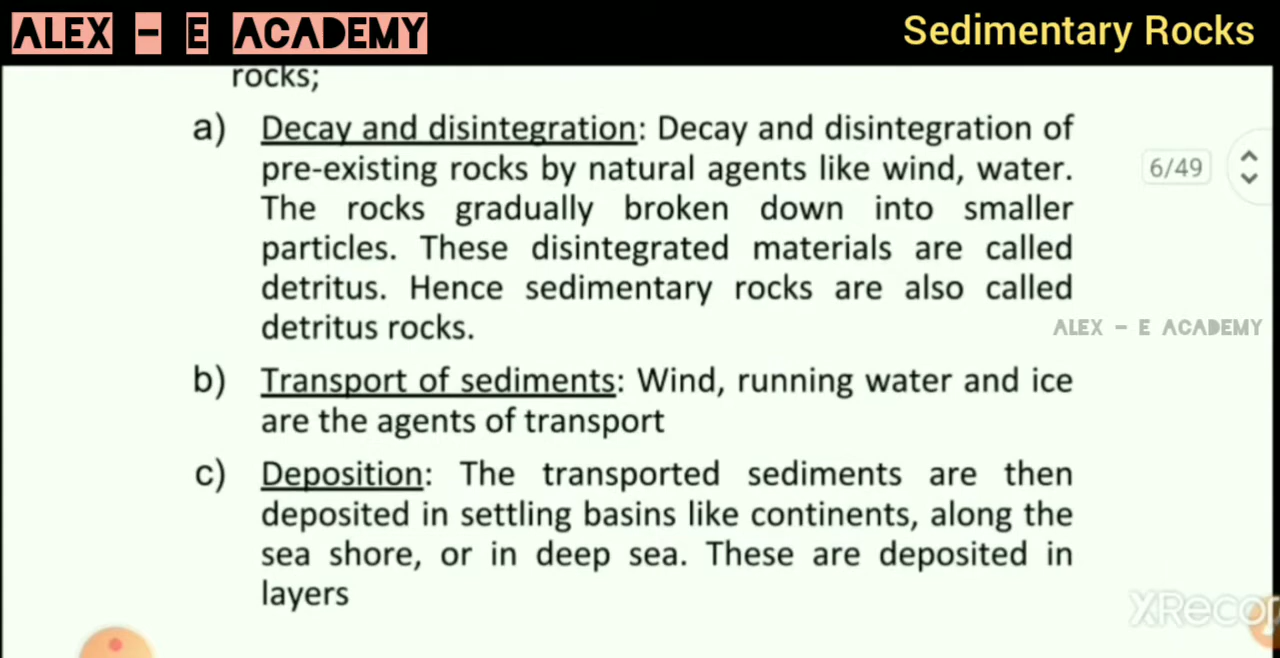 ALEX - E ACADEMY
Sedimentary Rocks
rocks;
a) Decay and disintegration: Decay and disintegration of
pre-existing rocks by natural agents like wind, water.
The rocks gradually broken down into smaller
particles. These disintegrated materials are called
detritus. Hence sedimentary rocks are also called
detritus rocks.
6/49
ALEX - E ACADEMY
b) Transport of sediments: Wind, running water and ice
are the agents of transport
c) Deposition: The transported sediments are then
deposited in settling basins like continents, along the
sea shore, or in deep sea. These are deposited in
layers